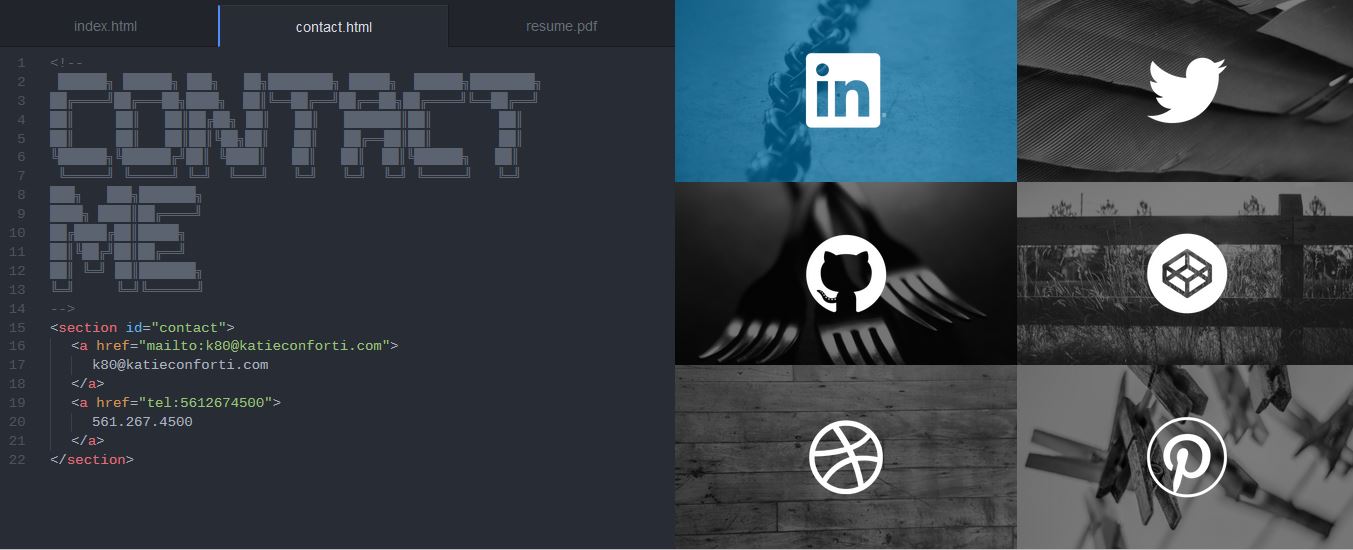 index.html
contact.html
resume.pdf
1 <!--
2
3
4
5
6
7
CONTACT
8
9
10
11
12
13
ME
14 -->
15 <section id="contact">
16 <a href="mailto:k80@katieconforti.com">
17 k80@katieconforti.com
18 </a>
19 <a href="tel:5612674500">
20 561.267.4500
21 </a>
22 </section>
in